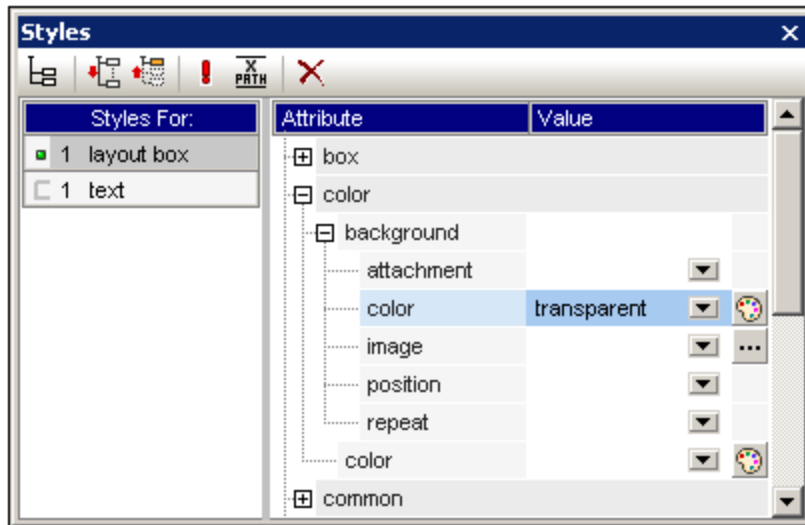 Styles
X
PATH
Styles For:
Attribute Value
1 layout box
1 text
box
color
background
attachment
color transparent
image ...
position
repeat
color
common